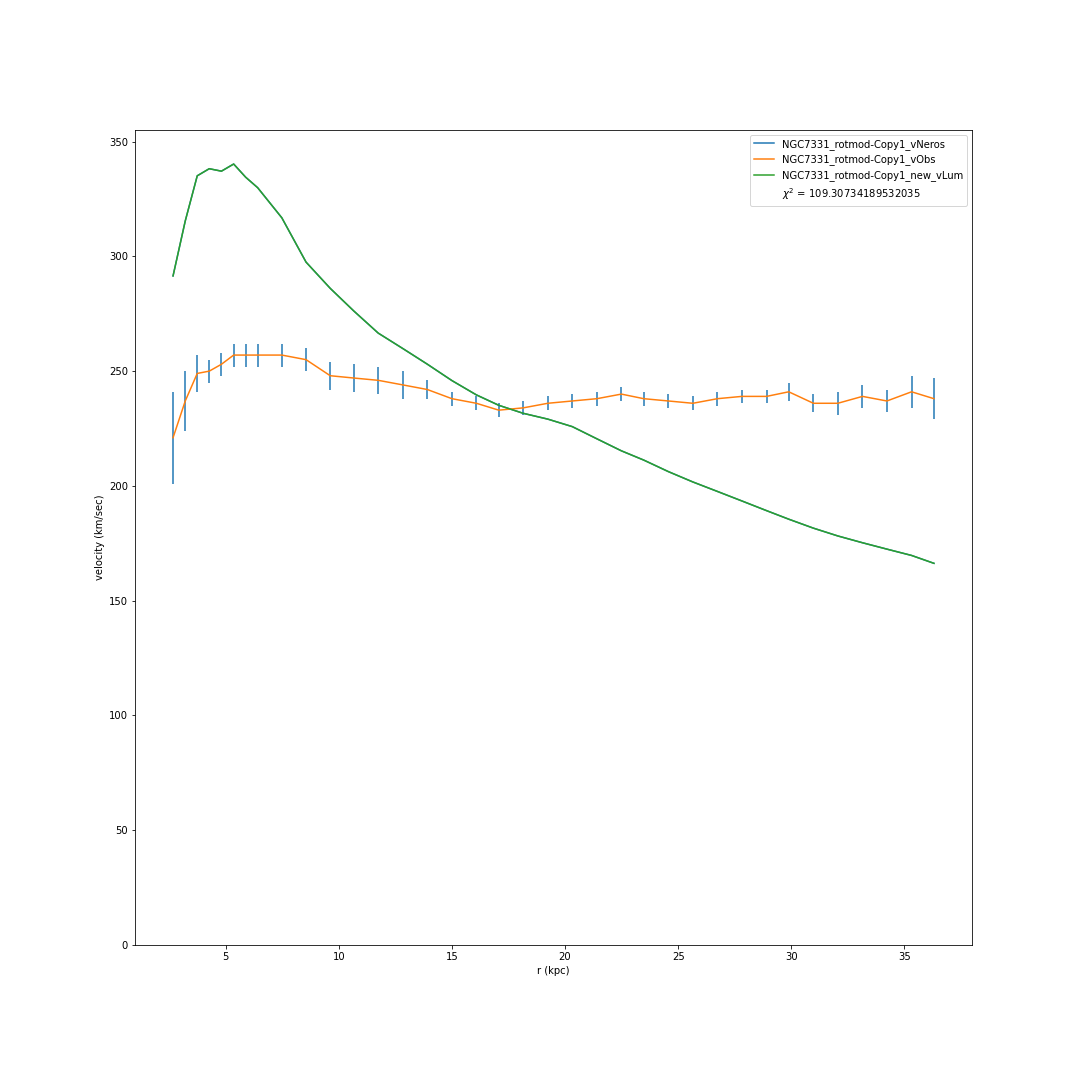 NGC7331_rotmod-Copy1_vNeros
NGC7331_rotmod-Copy1_vObs
NGC7331_rotmod-Copy1_new_vLum
χ² = 109.30734189532035
350
300
250
200
150
100
50
0
velocity (km/sec)
5 10 15 20 25 30 35
r (kpc)